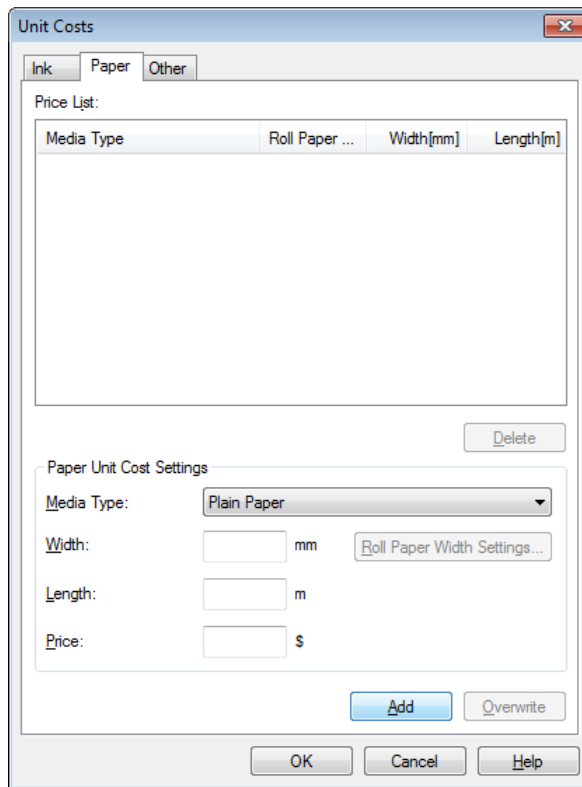 Unit Costs
Ink Paper Other
Price List:
Media Type Roll Paper ... Width[mm] Length[m]
Delete
Paper Unit Cost Settings
Media Type: Plain Paper
Width: mm Roll Paper Width Settings...
Length: m
Price: $
Add Overwrite
OK Cancel Help